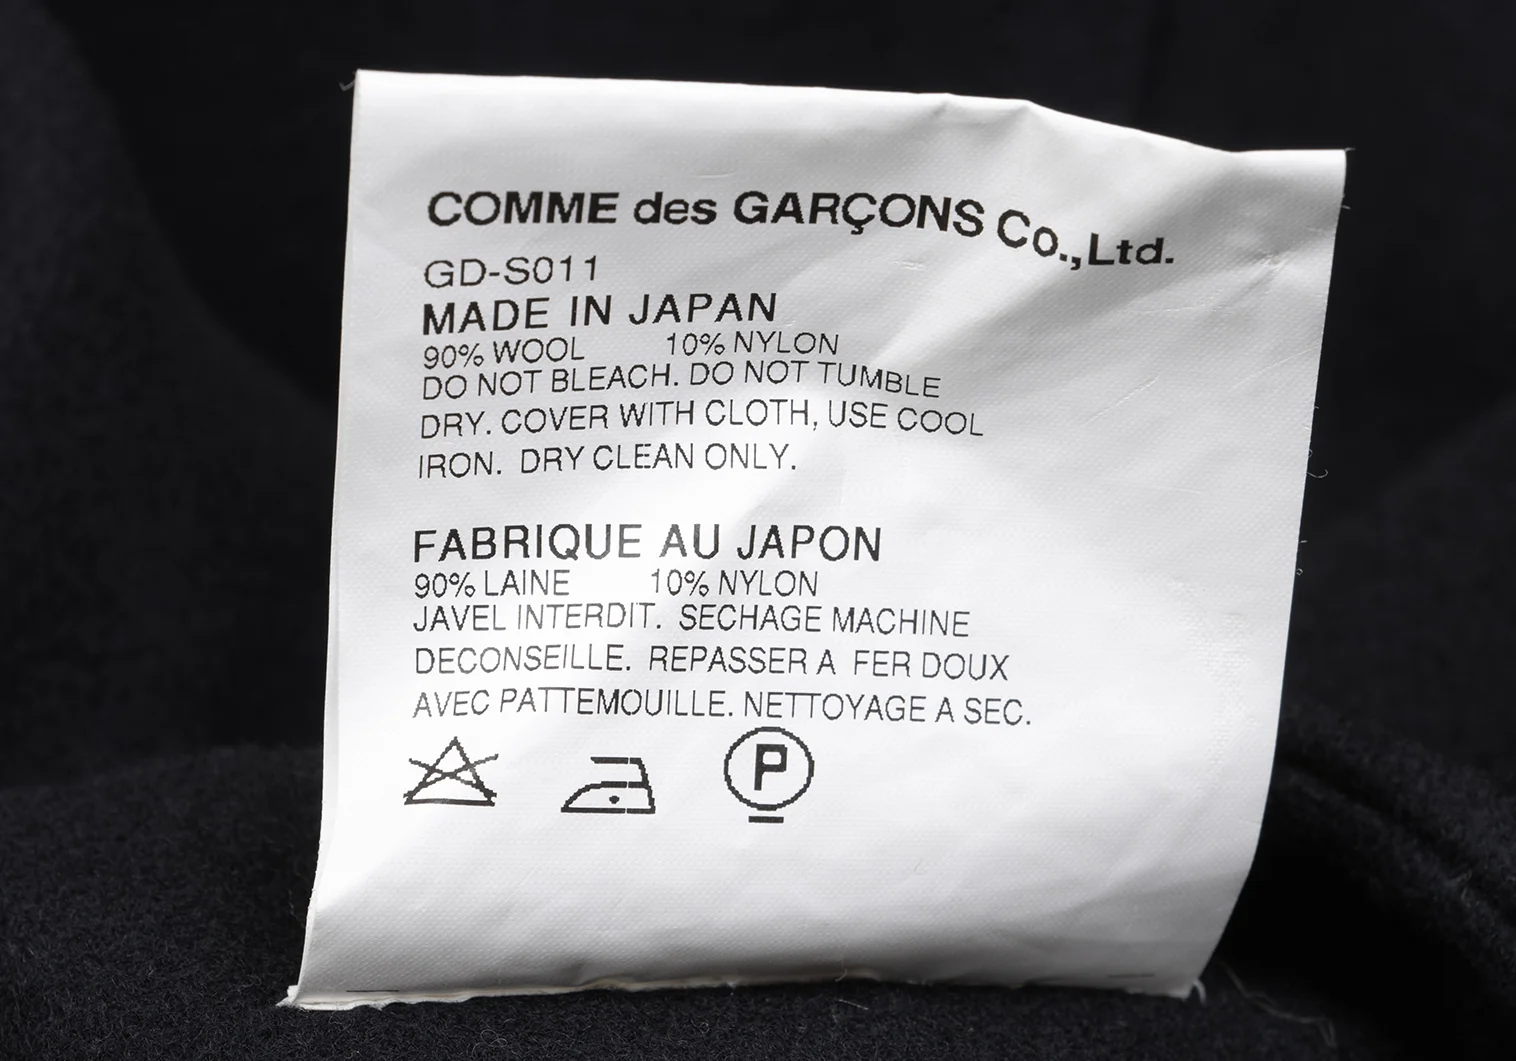 COMME des GARÇONS Co.,Ltd.
GD-S011
MADE IN JAPAN
90% WOOL 10% NYLON
DO NOT BLEACH. DO NOT TUMBLE
DRY. COVER WITH CLOTH, USE COOL
IRON. DRY CLEAN ONLY.
FABRIQUE AU JAPON
90% LAINE 10% NYLON
JAVEL INTERDIT. SECHAGE MACHINE
DECONSEILLE. REPASSER A FER DOUX
AVEC PATTEMOUILLE. NETTOYAGE A SEC.
P